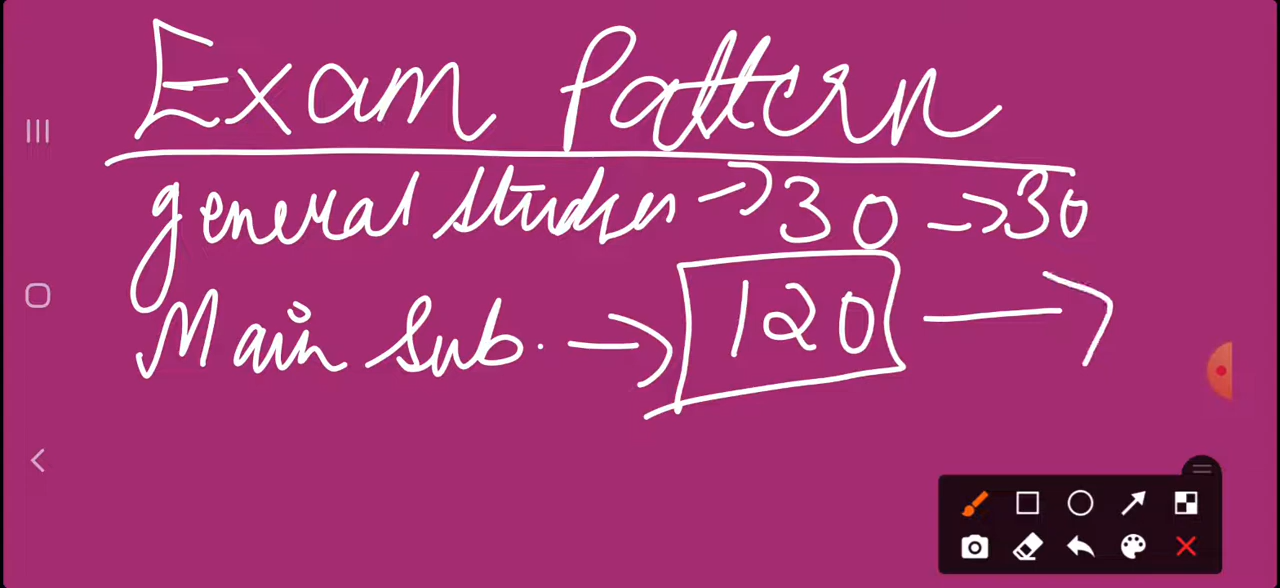 Exam Pattern
general studies → 30 → 30
Main Sub. → 120 →